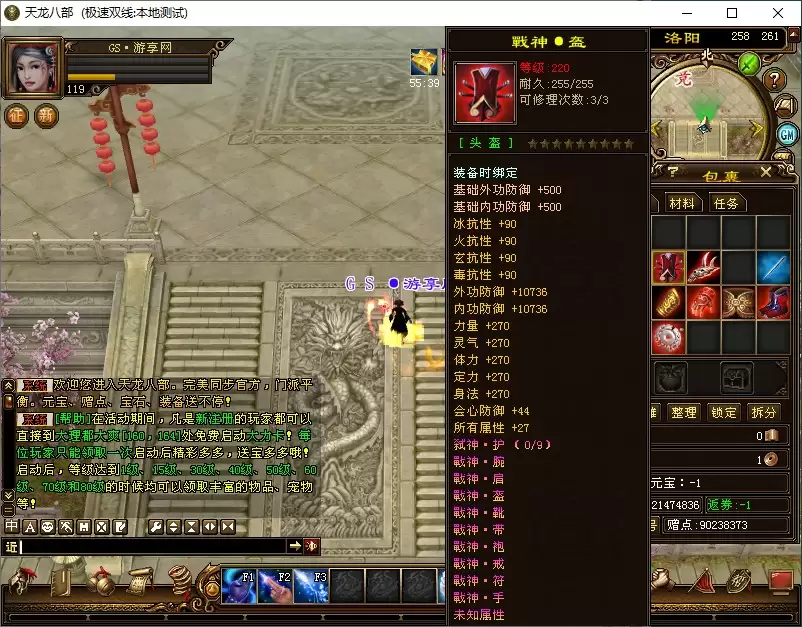 天龙八部 (极速双线:本地测试)
GS·游享网
119
征 新
55:39
戰神●盔
等级:220
耐久:255/255
可修理次数:3/3
[头盔]
装备时绑定
基础外功防御 +500
基础内功防御 +500
冰抗性 +90
火抗性 +90
玄抗性 +90
毒抗性 +90
外功防御 +10736
内功防御 +10736
力量 +270
灵气 +270
体力 +270
定力 +270
身法 +270
会心防御 +44
所有属性 +27
弑神·护 (0/9)
戰神·腕
戰神·肩
戰神·盔
戰神·靴
戰神·带
戰神·袍
戰神·戒
戰神·符
戰神·手
未知属性
洛阳 258 261
北
GM
包裹
材料 任务
整理 锁定 拆分
0
1
元宝:-1
21474836 返券:-1
赠点:90238373
GS ●游享
系统 欢迎您进入天龙八部。完美同步官方，门派平
衡。元宝、赠点、宝石、装备送不停!
系统 [帮助]在活动期间，凡是新注册的玩家都可以
直接到大理都大爽[160，164]处免费启动大力卡! 每
位玩家只能领取一次启动后精彩多多，送宝多多哦!
启动后，等级达到1级、15级、30级、40级、50级、60
级、70级和80级的时候均可以领取丰富的物品、宠物
等!
中 A
近
F1 F2 F3